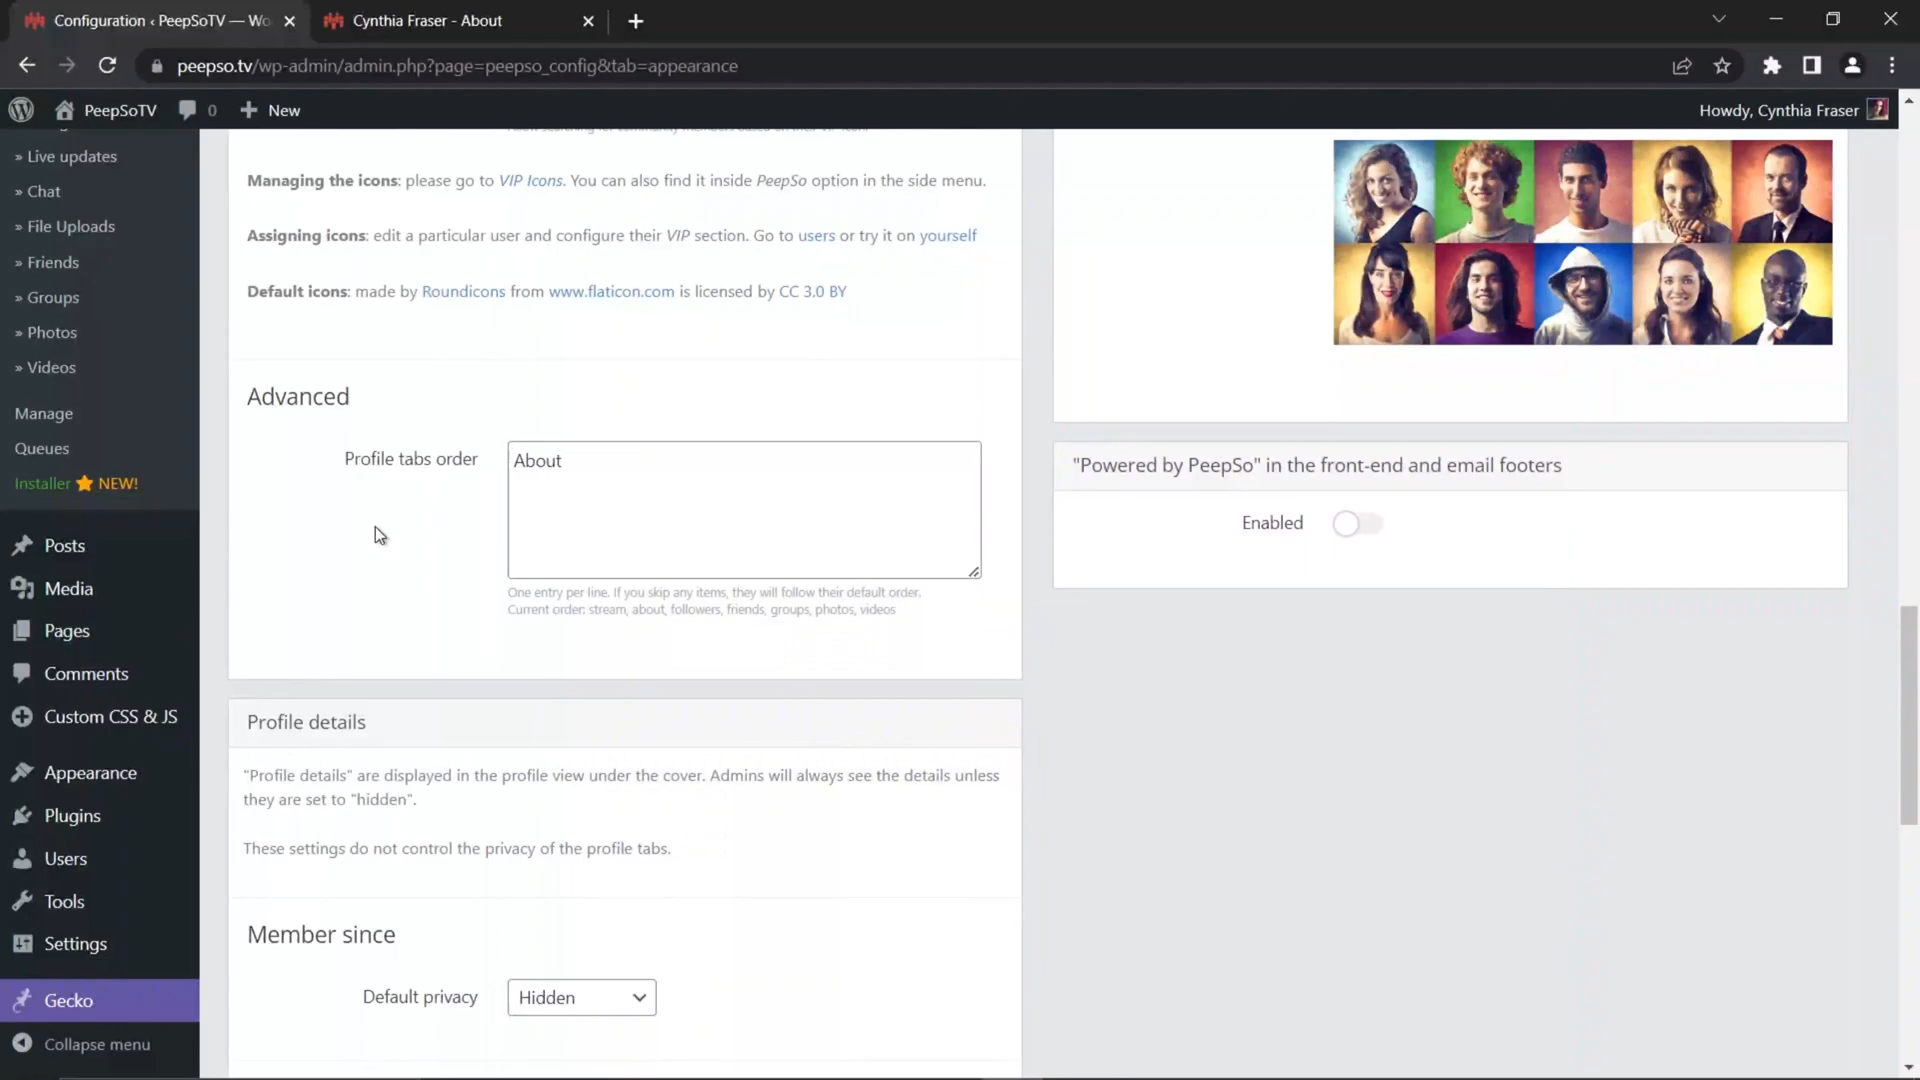 Configuration ‹ PeepSoTV — Wo
Cynthia Fraser - About
peepso.tv/wp-admin/admin.php?page=peepso_config&tab=appearance
PeepSoTV 0 New
Howdy, Cynthia Fraser
» Live updates
» Chat
» File Uploads
» Friends
» Groups
» Photos
» Videos
Manage
Queues
Installer NEW!
Posts
Media
Pages
Comments
Custom CSS & JS
Appearance
Plugins
Users
Tools
Settings
Gecko
Collapse menu
Managing the icons: please go to VIP Icons. You can also find it inside PeepSo option in the side menu.
Assigning icons: edit a particular user and configure their VIP section. Go to users or try it on yourself
Default icons: made by Roundicons from www.flaticon.com is licensed by CC 3.0 BY
Advanced
Profile tabs order
About
One entry per line. If you skip any items, they will follow their default order.
Current order: stream, about, followers, friends, groups, photos, videos
Profile details
"Profile details" are displayed in the profile view under the cover. Admins will always see the details unless
they are set to "hidden".
These settings do not control the privacy of the profile tabs.
Member since
Default privacy
Hidden
"Powered by PeepSo" in the front-end and email footers
Enabled